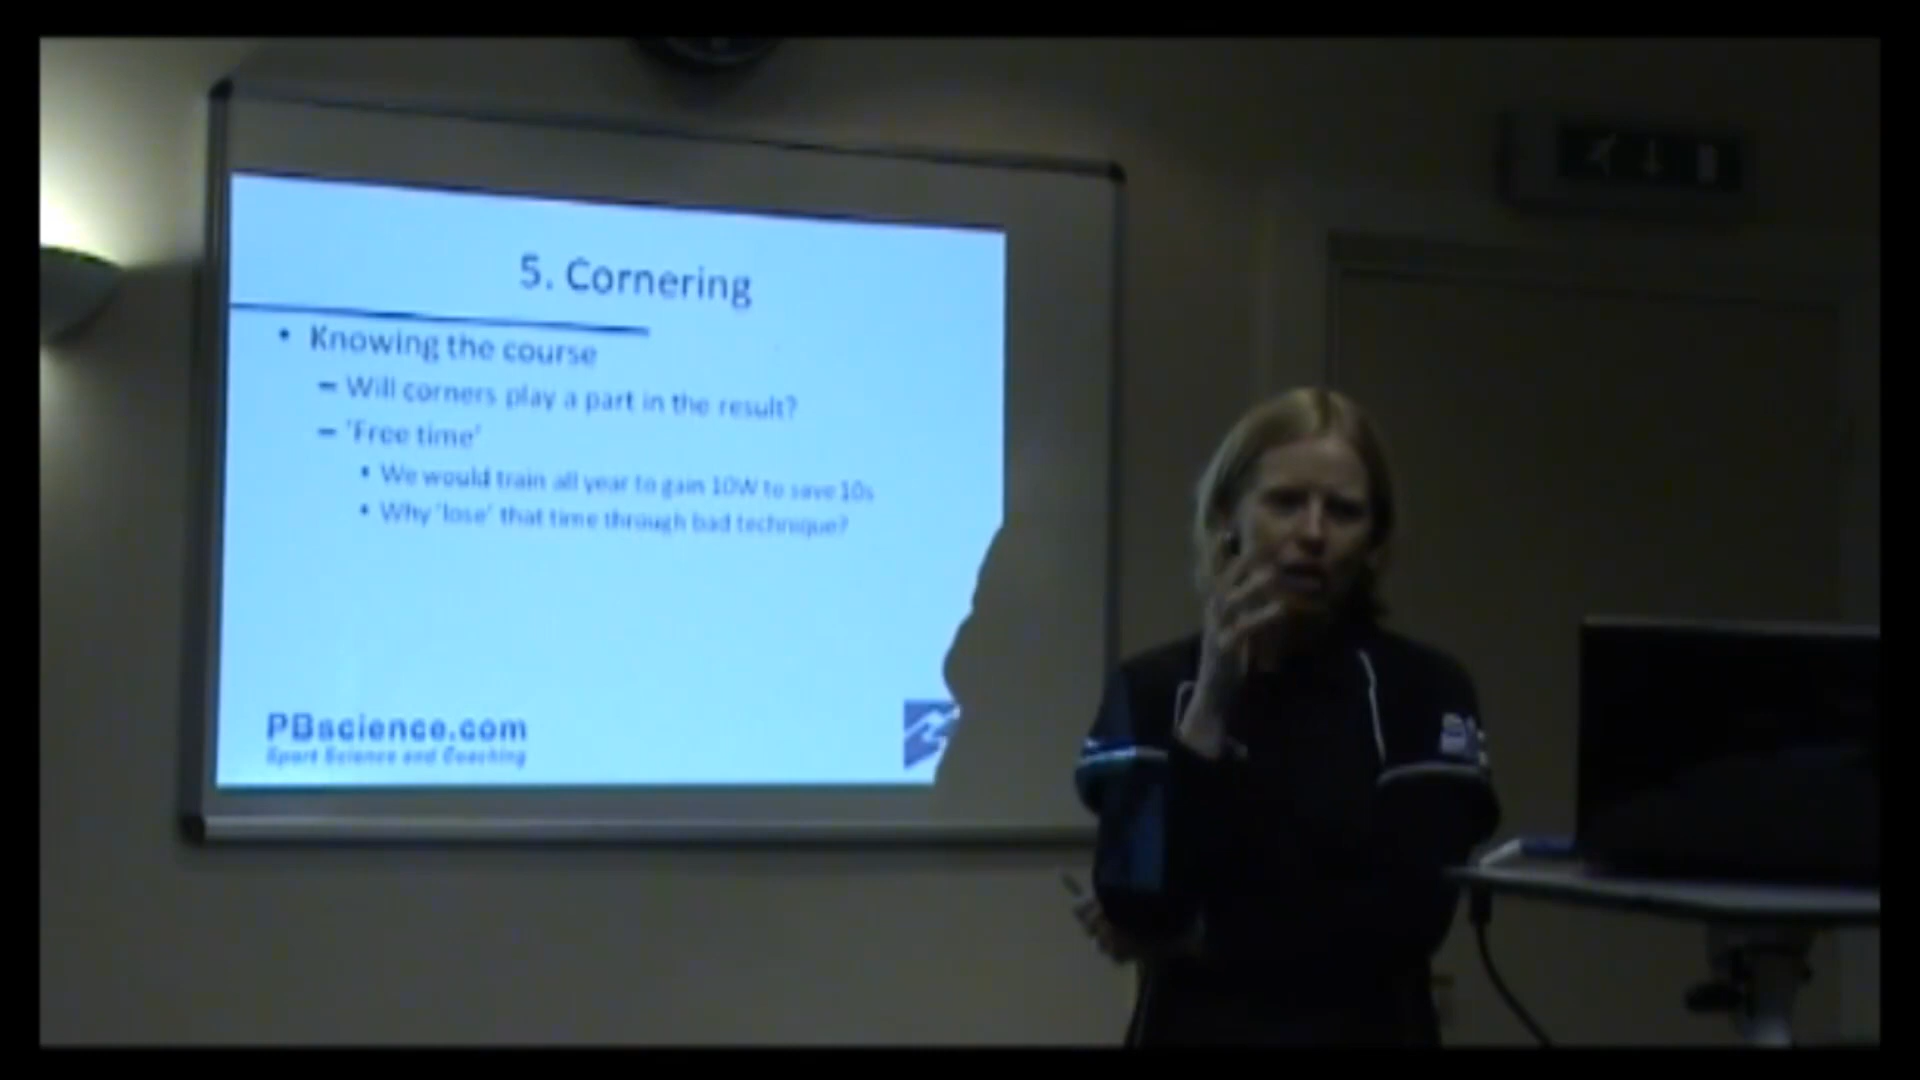 5. Cornering
• Knowing the course
– Will corners play a part in the result?
– 'Free time'
• We would train all year to gain 10W to save 10s
• Why 'lose' that time through bad technique?
PBscience.com
Sport Science and Coaching